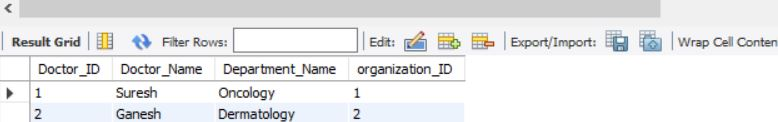 Result Grid Filter Rows: Edit: Export/Import: Wrap Cell Conten
Doctor_ID Doctor_Name Department_Name organization_ID
1 Suresh Oncology 1
2 Ganesh Dermatology 2